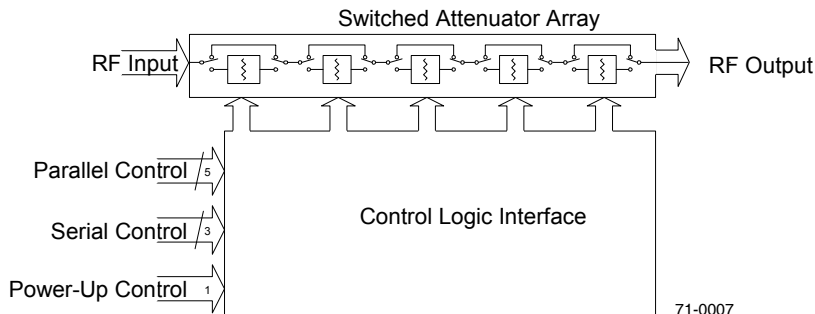 Switched Attenuator Array
RF Input
RF Output
Parallel Control 5
Serial Control 3
Control Logic Interface
Power-Up Control 1
71-0007